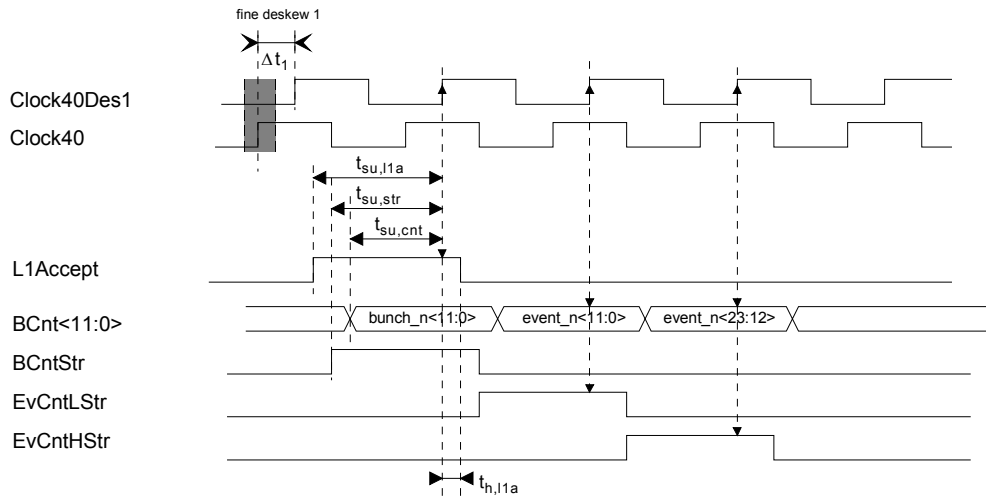 fine deskew 1
Δt1
Clock40Des1
Clock40
tsu,l1a
tsu,str
tsu,cnt
L1Accept
BCnt<11:0> bunch_n<11:0> event_n<11:0> event_n<23:12>
BCntStr
EvCntLStr
EvCntHStr
th,l1a